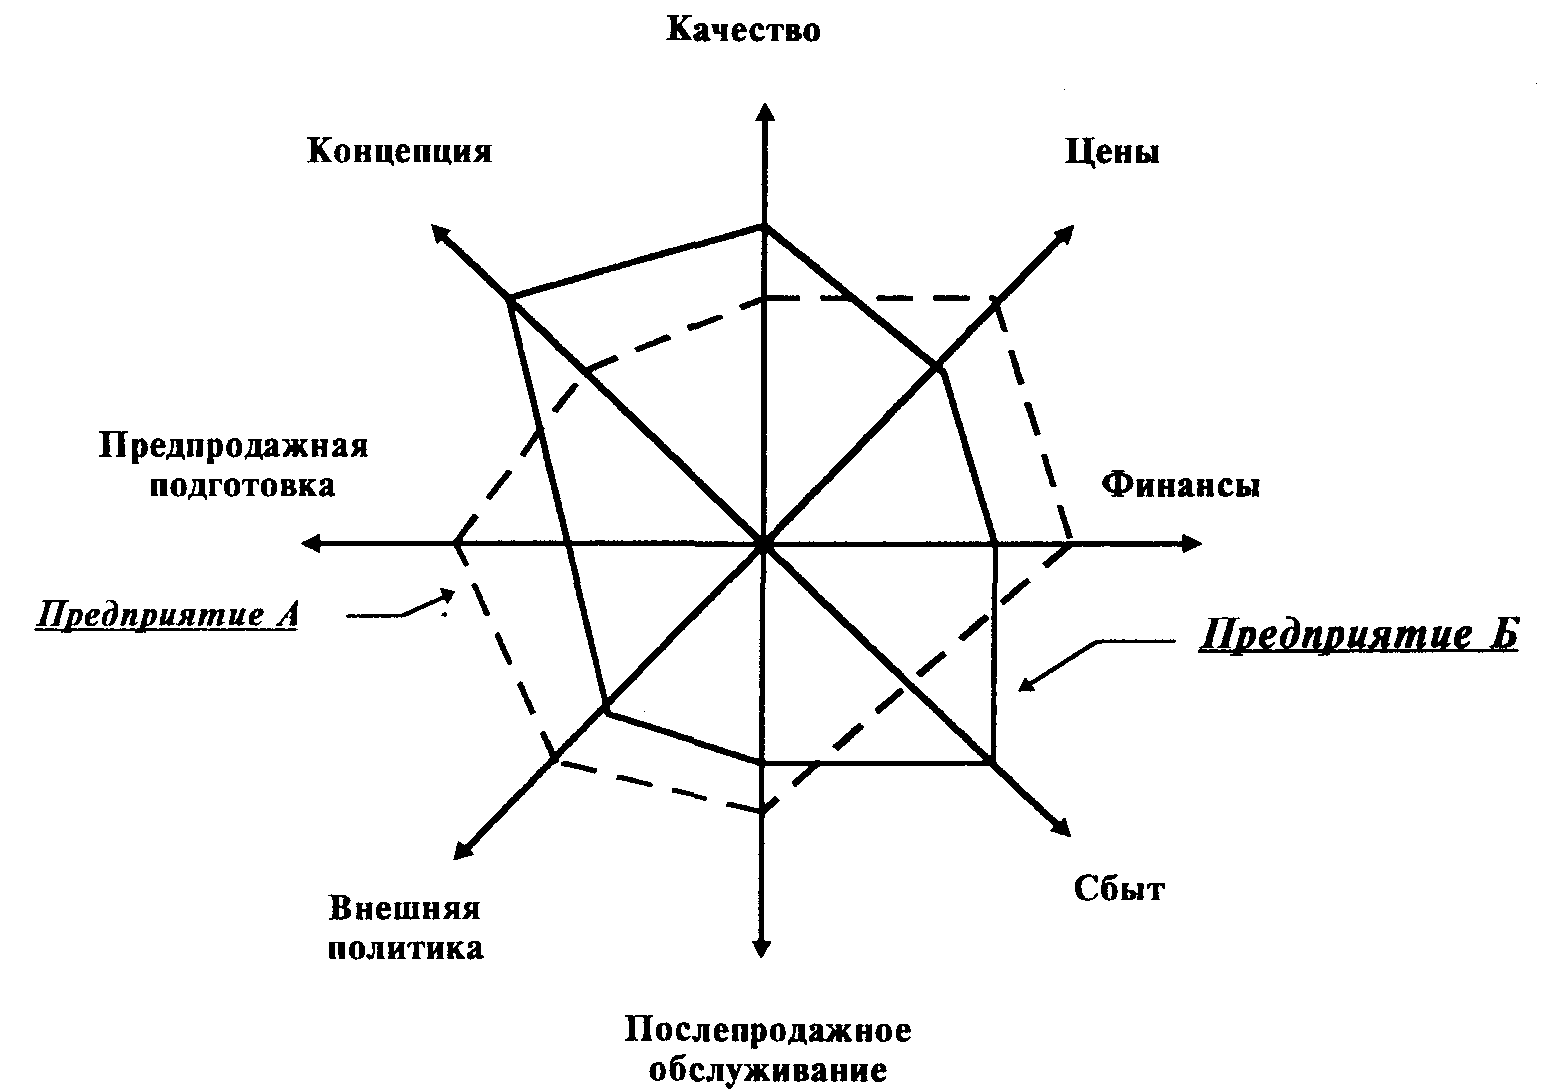 Качество
Концепция
Цены
Предпродажная
подготовка
Финансы
Предприятие А
Предприятие Б
Сбыт
Внешняя
политика
Послепродажное
обслуживание